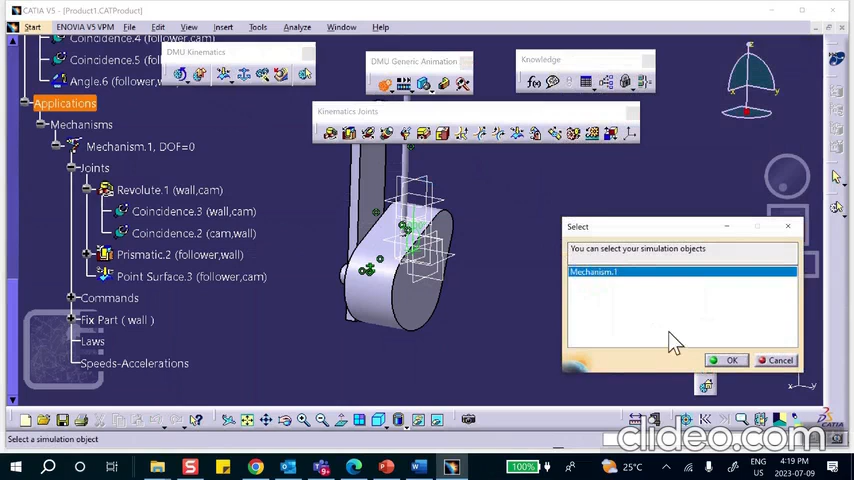 CATIA V5 - [Product1.CATProduct]
Start ENOVIA V5 VPM File Edit View Insert Tools Analyze Window Help
Coincidence.4 (follower
Coincidence.5 (follo
Angle.6 (follower,wall)
Applications
Mechanisms
Mechanism.1, DOF=0
Joints
Revolute.1 (wall,cam)
Coincidence.3 (wall,cam)
Coincidence.2 (cam,wall)
Prismatic.2 (follower,wall)
Point Surface.3 (follower,cam)
Commands
Fix Part ( wall )
Laws
Speeds-Accelerations
DMU Kinematics
DMU Generic Animation
Knowledge
f(x)
Kinematics Joints
z
x y
Select
You can select your simulation objects
Mechanism.1
OK Cancel
Select a simulation object
clideo.com
CATIA
100%
25°C
ENG
US
4:19 PM
2023-07-09